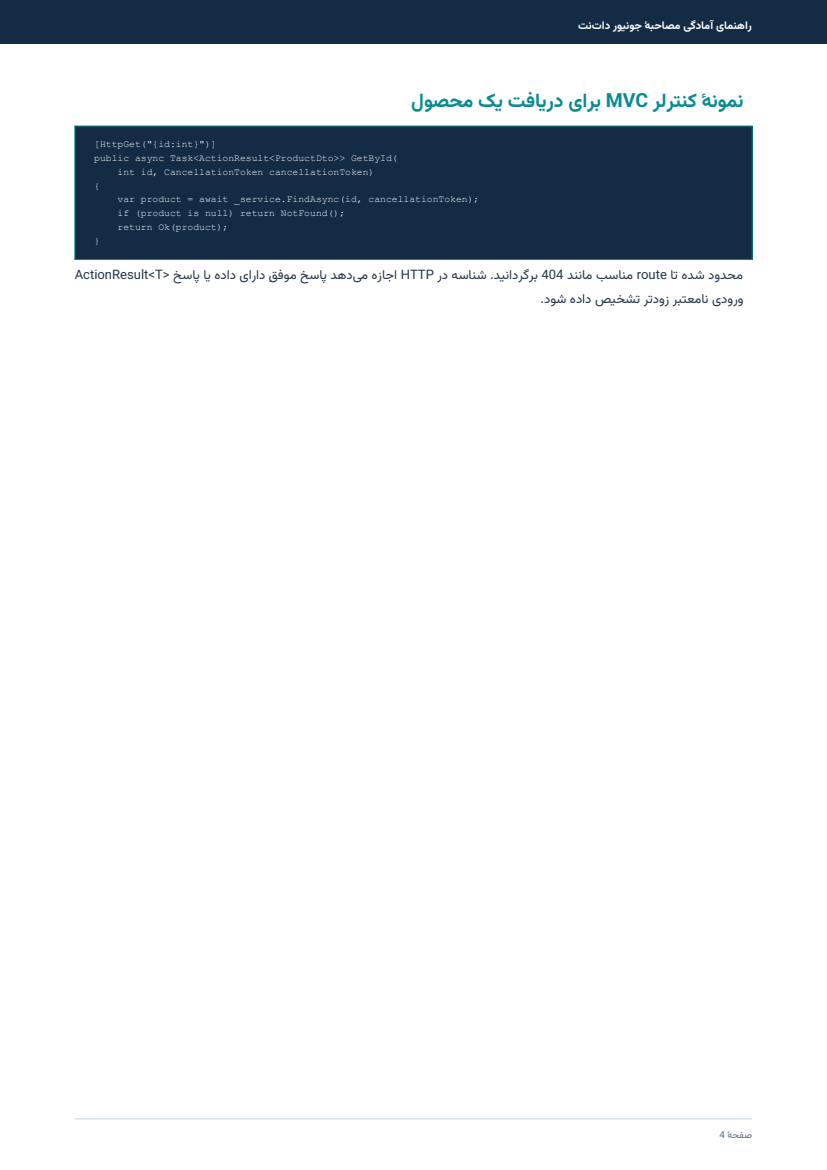 راهنمای آمادگی مصاحبهٔ جونیور دات‌نت
نمونهٔ کنترلر MVC برای دریافت یک محصول
[HttpGet("{id:int}")]
public async Task<ActionResult<ProductDto>> GetById(
    int id, CancellationToken cancellationToken)
{
    var product = await _service.FindAsync(id, cancellationToken);
    if (product is null) return NotFound();
    return Ok(product);
}
محدود شده تا route مناسب مانند 404 برگردانید. شناسه در HTTP اجازه می‌دهد پاسخ موفق دارای داده یا پاسخ ActionResult<T>
ورودی نامعتبر زودتر تشخیص داده شود.
صفحهٔ 4